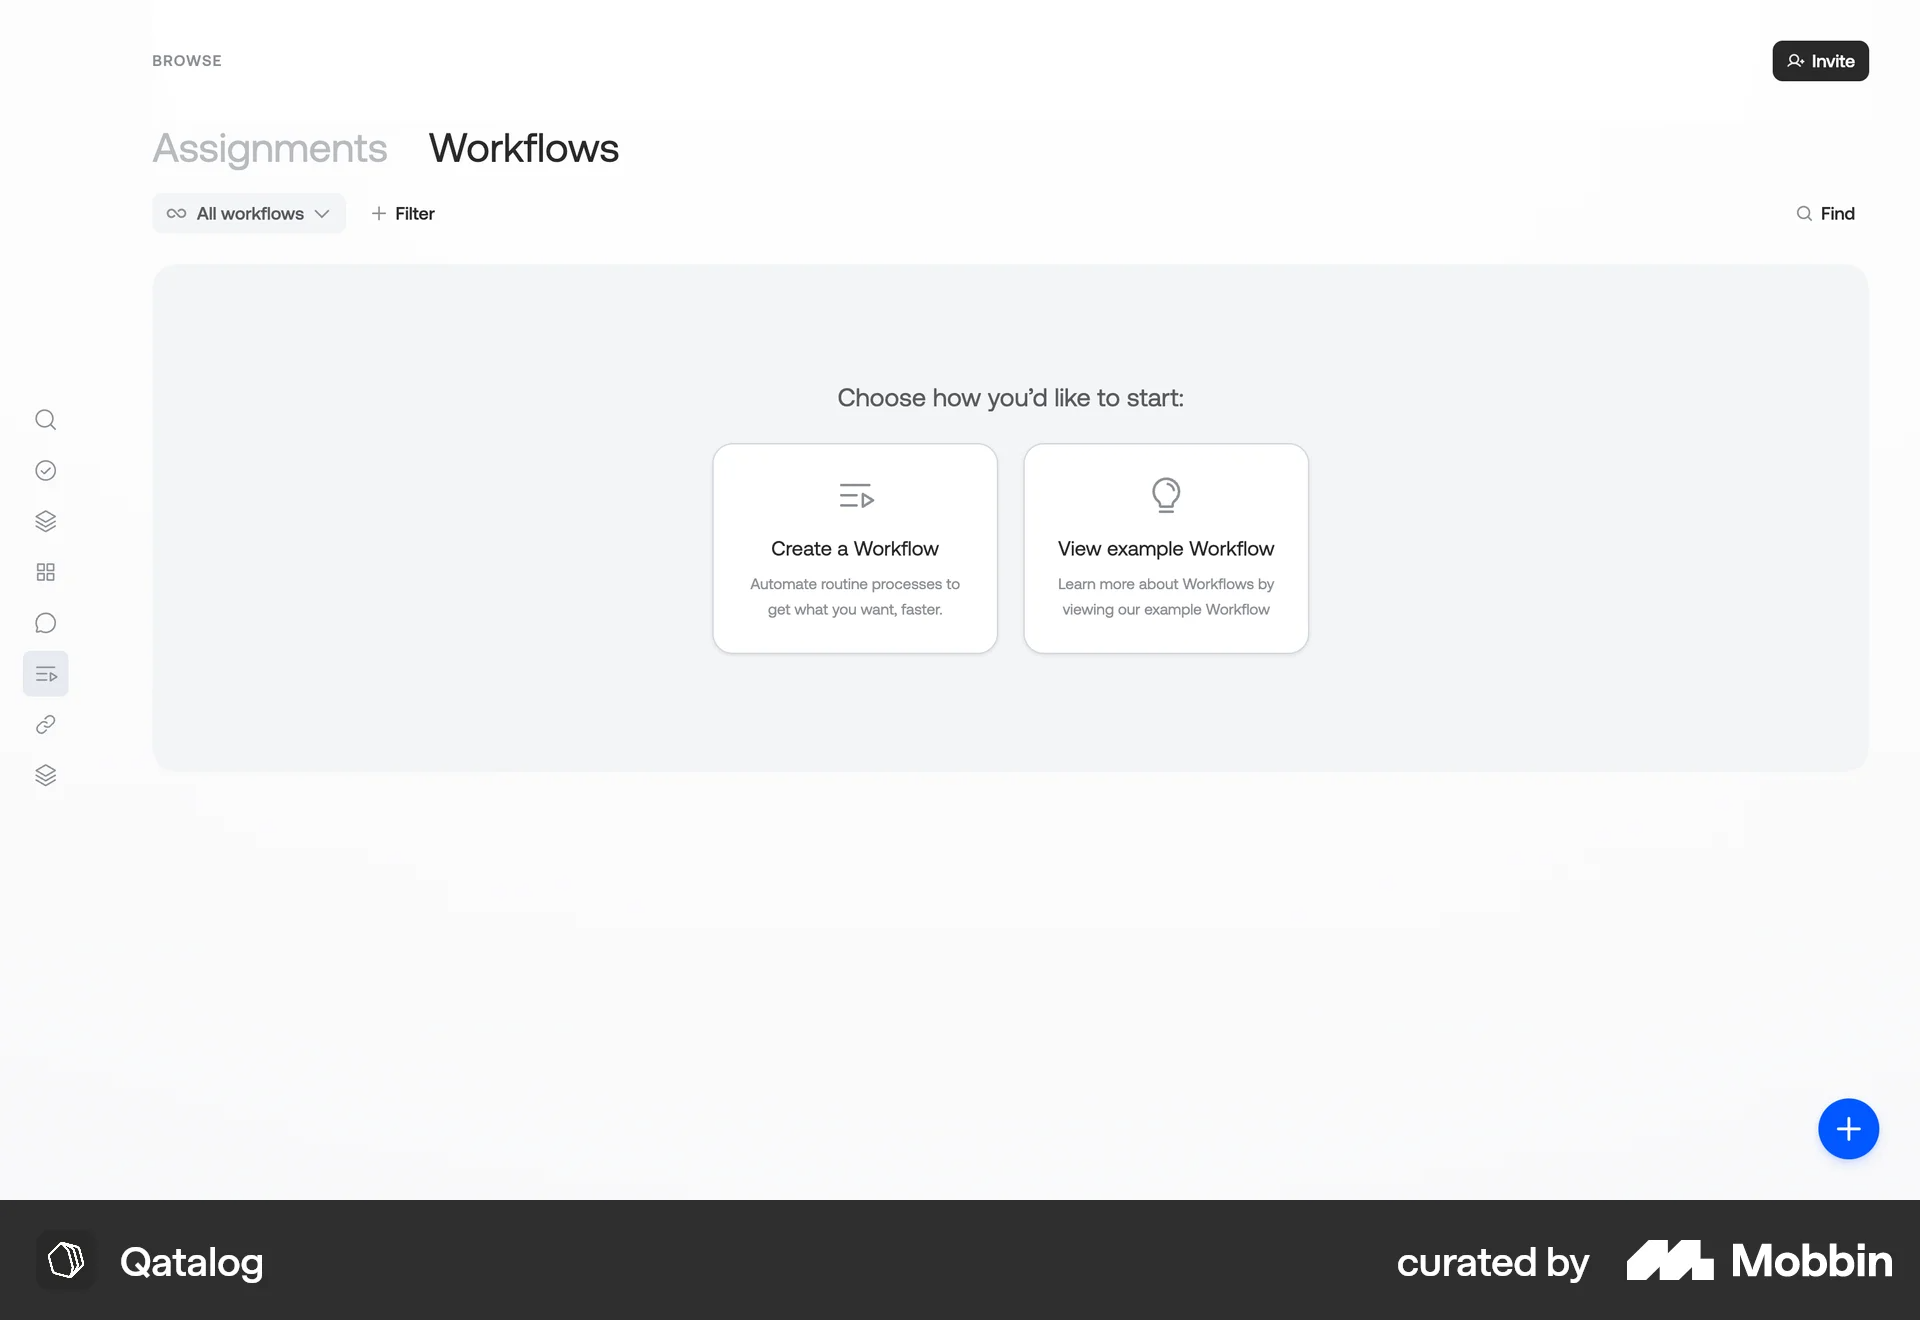 BROWSE
Invite
Assignments Workflows
All workflows Filter Find
Choose how you’d like to start:
Create a Workflow
Automate routine processes to
get what you want, faster.
View example Workflow
Learn more about Workflows by
viewing our example Workflow
Qatalog
curated by Mobbin